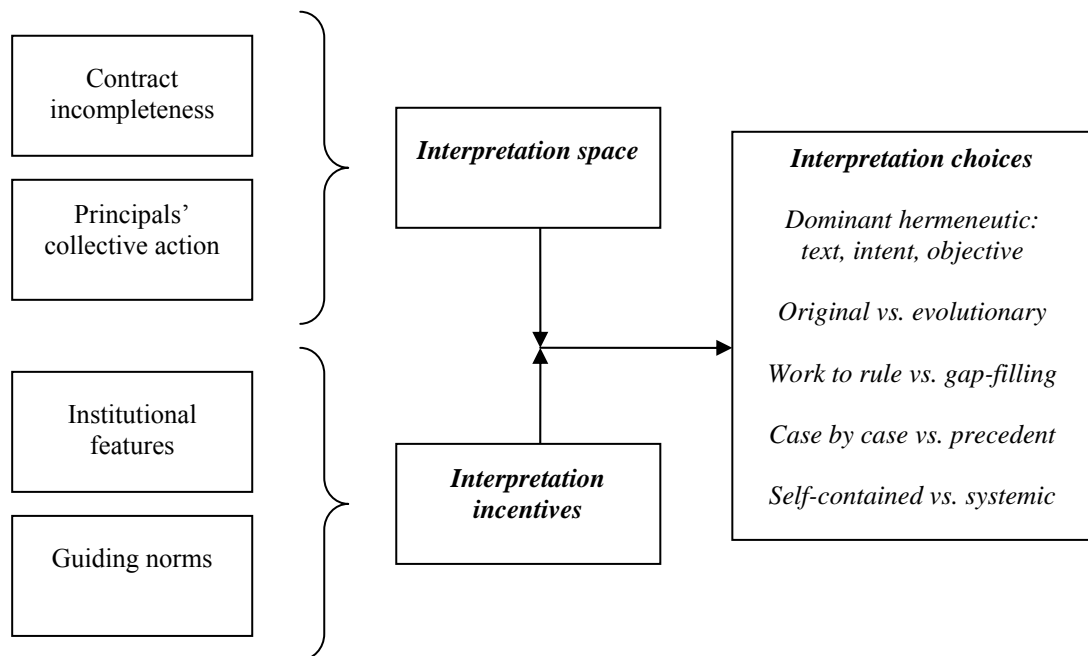 Contract
incompleteness
Principals’
collective action
Institutional
features
Guiding norms
Interpretation space
Interpretation
incentives
Interpretation choices
Dominant hermeneutic:
text, intent, objective
Original vs. evolutionary
Work to rule vs. gap-filling
Case by case vs. precedent
Self-contained vs. systemic